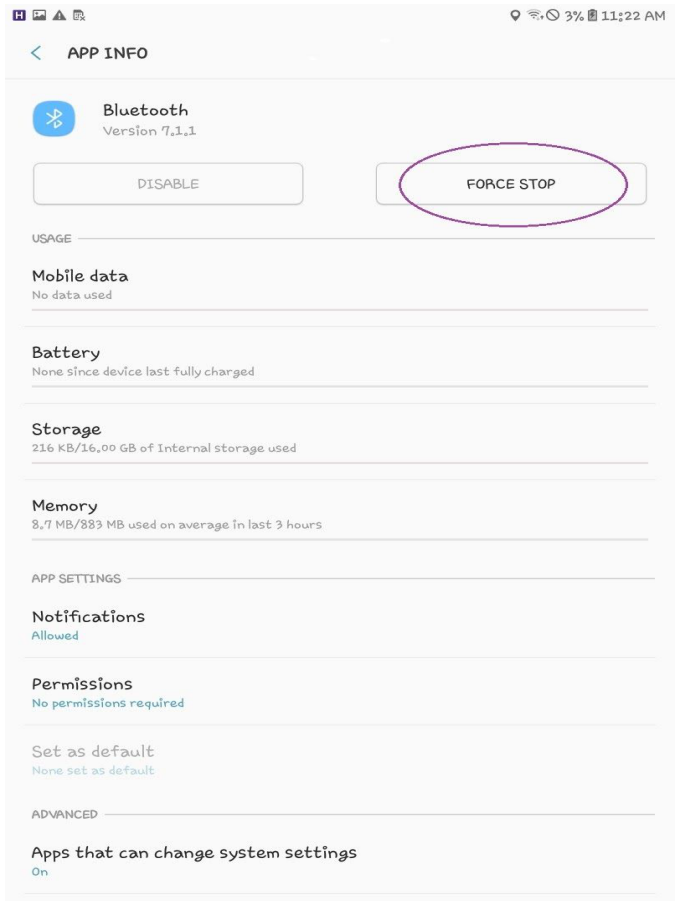 H 3% 11:22 AM
APP INFO
Bluetooth
Version 7.1.1
DISABLE FORCE STOP
USAGE
Mobile data
No data used
Battery
None since device last fully charged
Storage
216 KB/16.00 GB of Internal storage used
Memory
8.7 MB/883 MB used on average in last 3 hours
APP SETTINGS
Notifications
Allowed
Permissions
No permissions required
Set as default
None set as default
ADVANCED
Apps that can change system settings
On